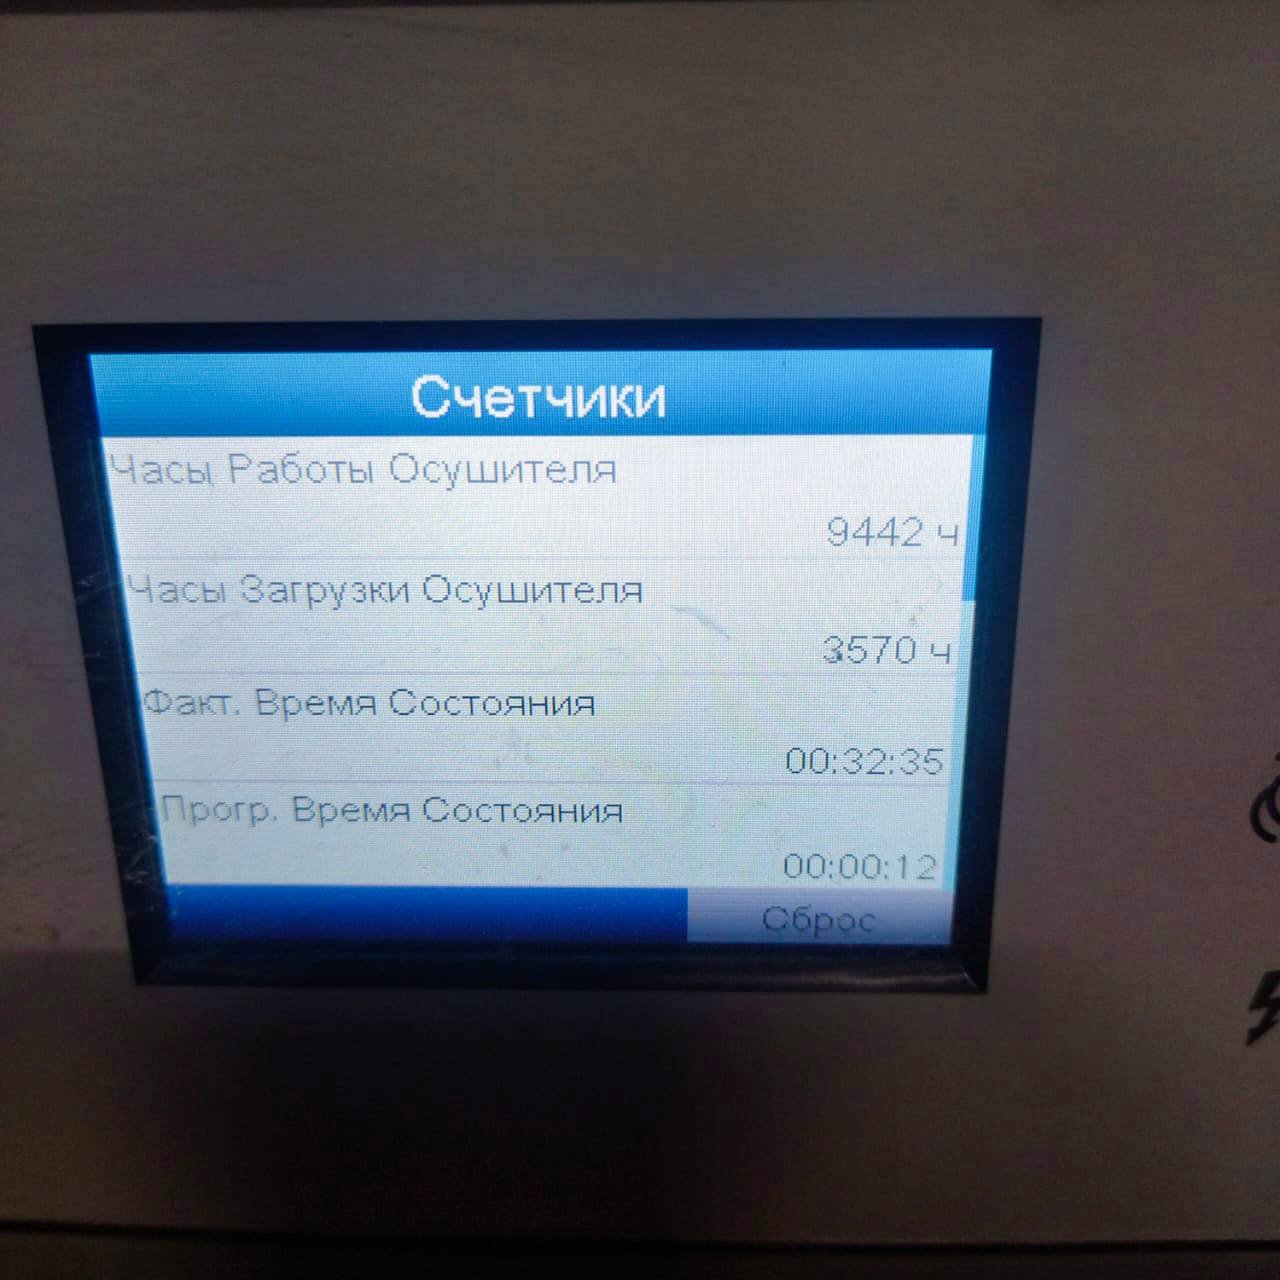 Счетчики
Часы Работы Осушителя
9442 ч
Часы Загрузки Осушителя
3570 ч
Факт. Время Состояния
00:32:35
Прогр. Время Состояния
00:00:12
Сброс